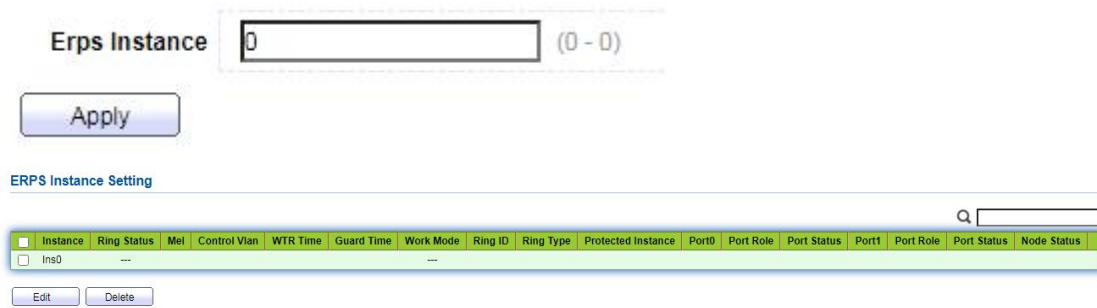 Erps Instance 0 (0 - 0)
Apply
ERPS Instance Setting
Instance Ring Status Mel Control Vlan WTR Time Guard Time Work Mode Ring ID Ring Type Protected Instance Port0 Port Role Port Status Port1 Port Role Port Status Node Status
Ins0 --- ---
Edit Delete